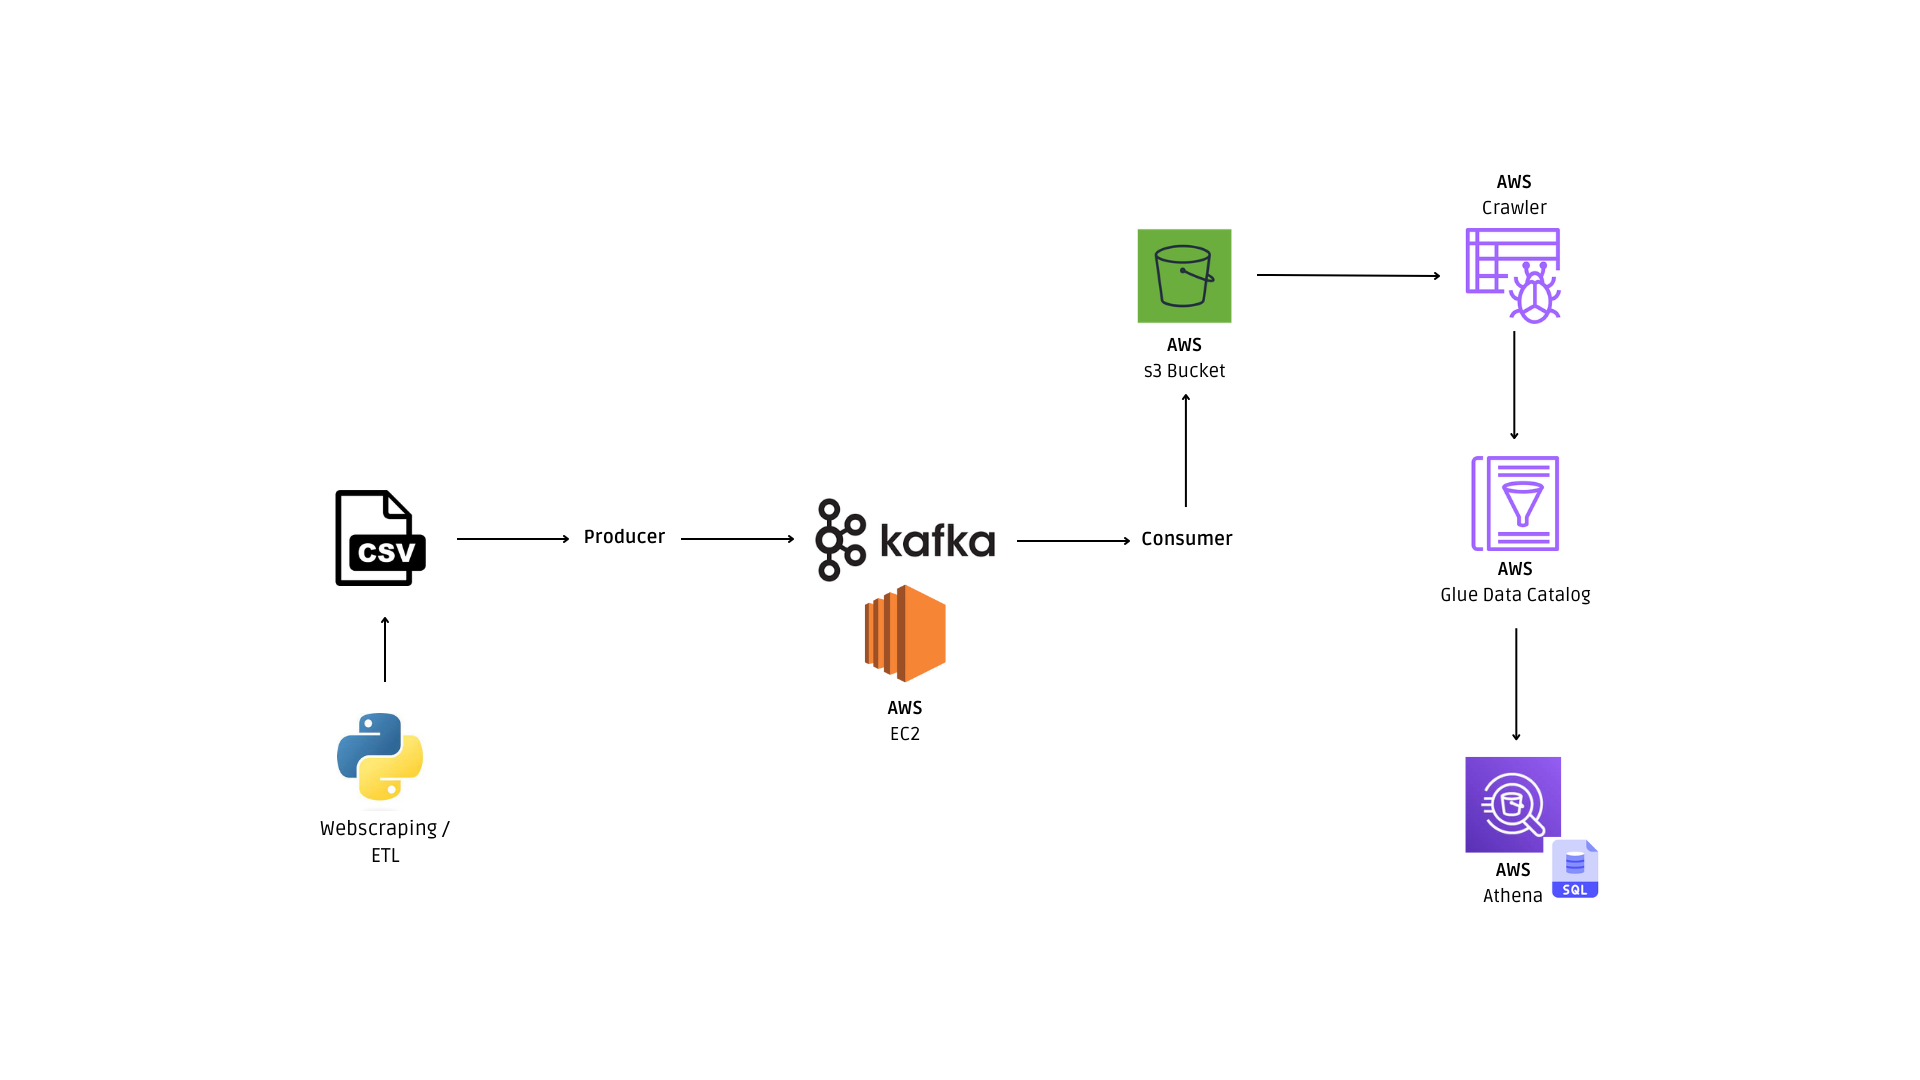 AWS
Crawler
AWS
s3 Bucket
CSV
Producer
kafka
Consumer
AWS
Glue Data Catalog
AWS
EC2
Webscraping /
ETL
AWS
Athena
SQL